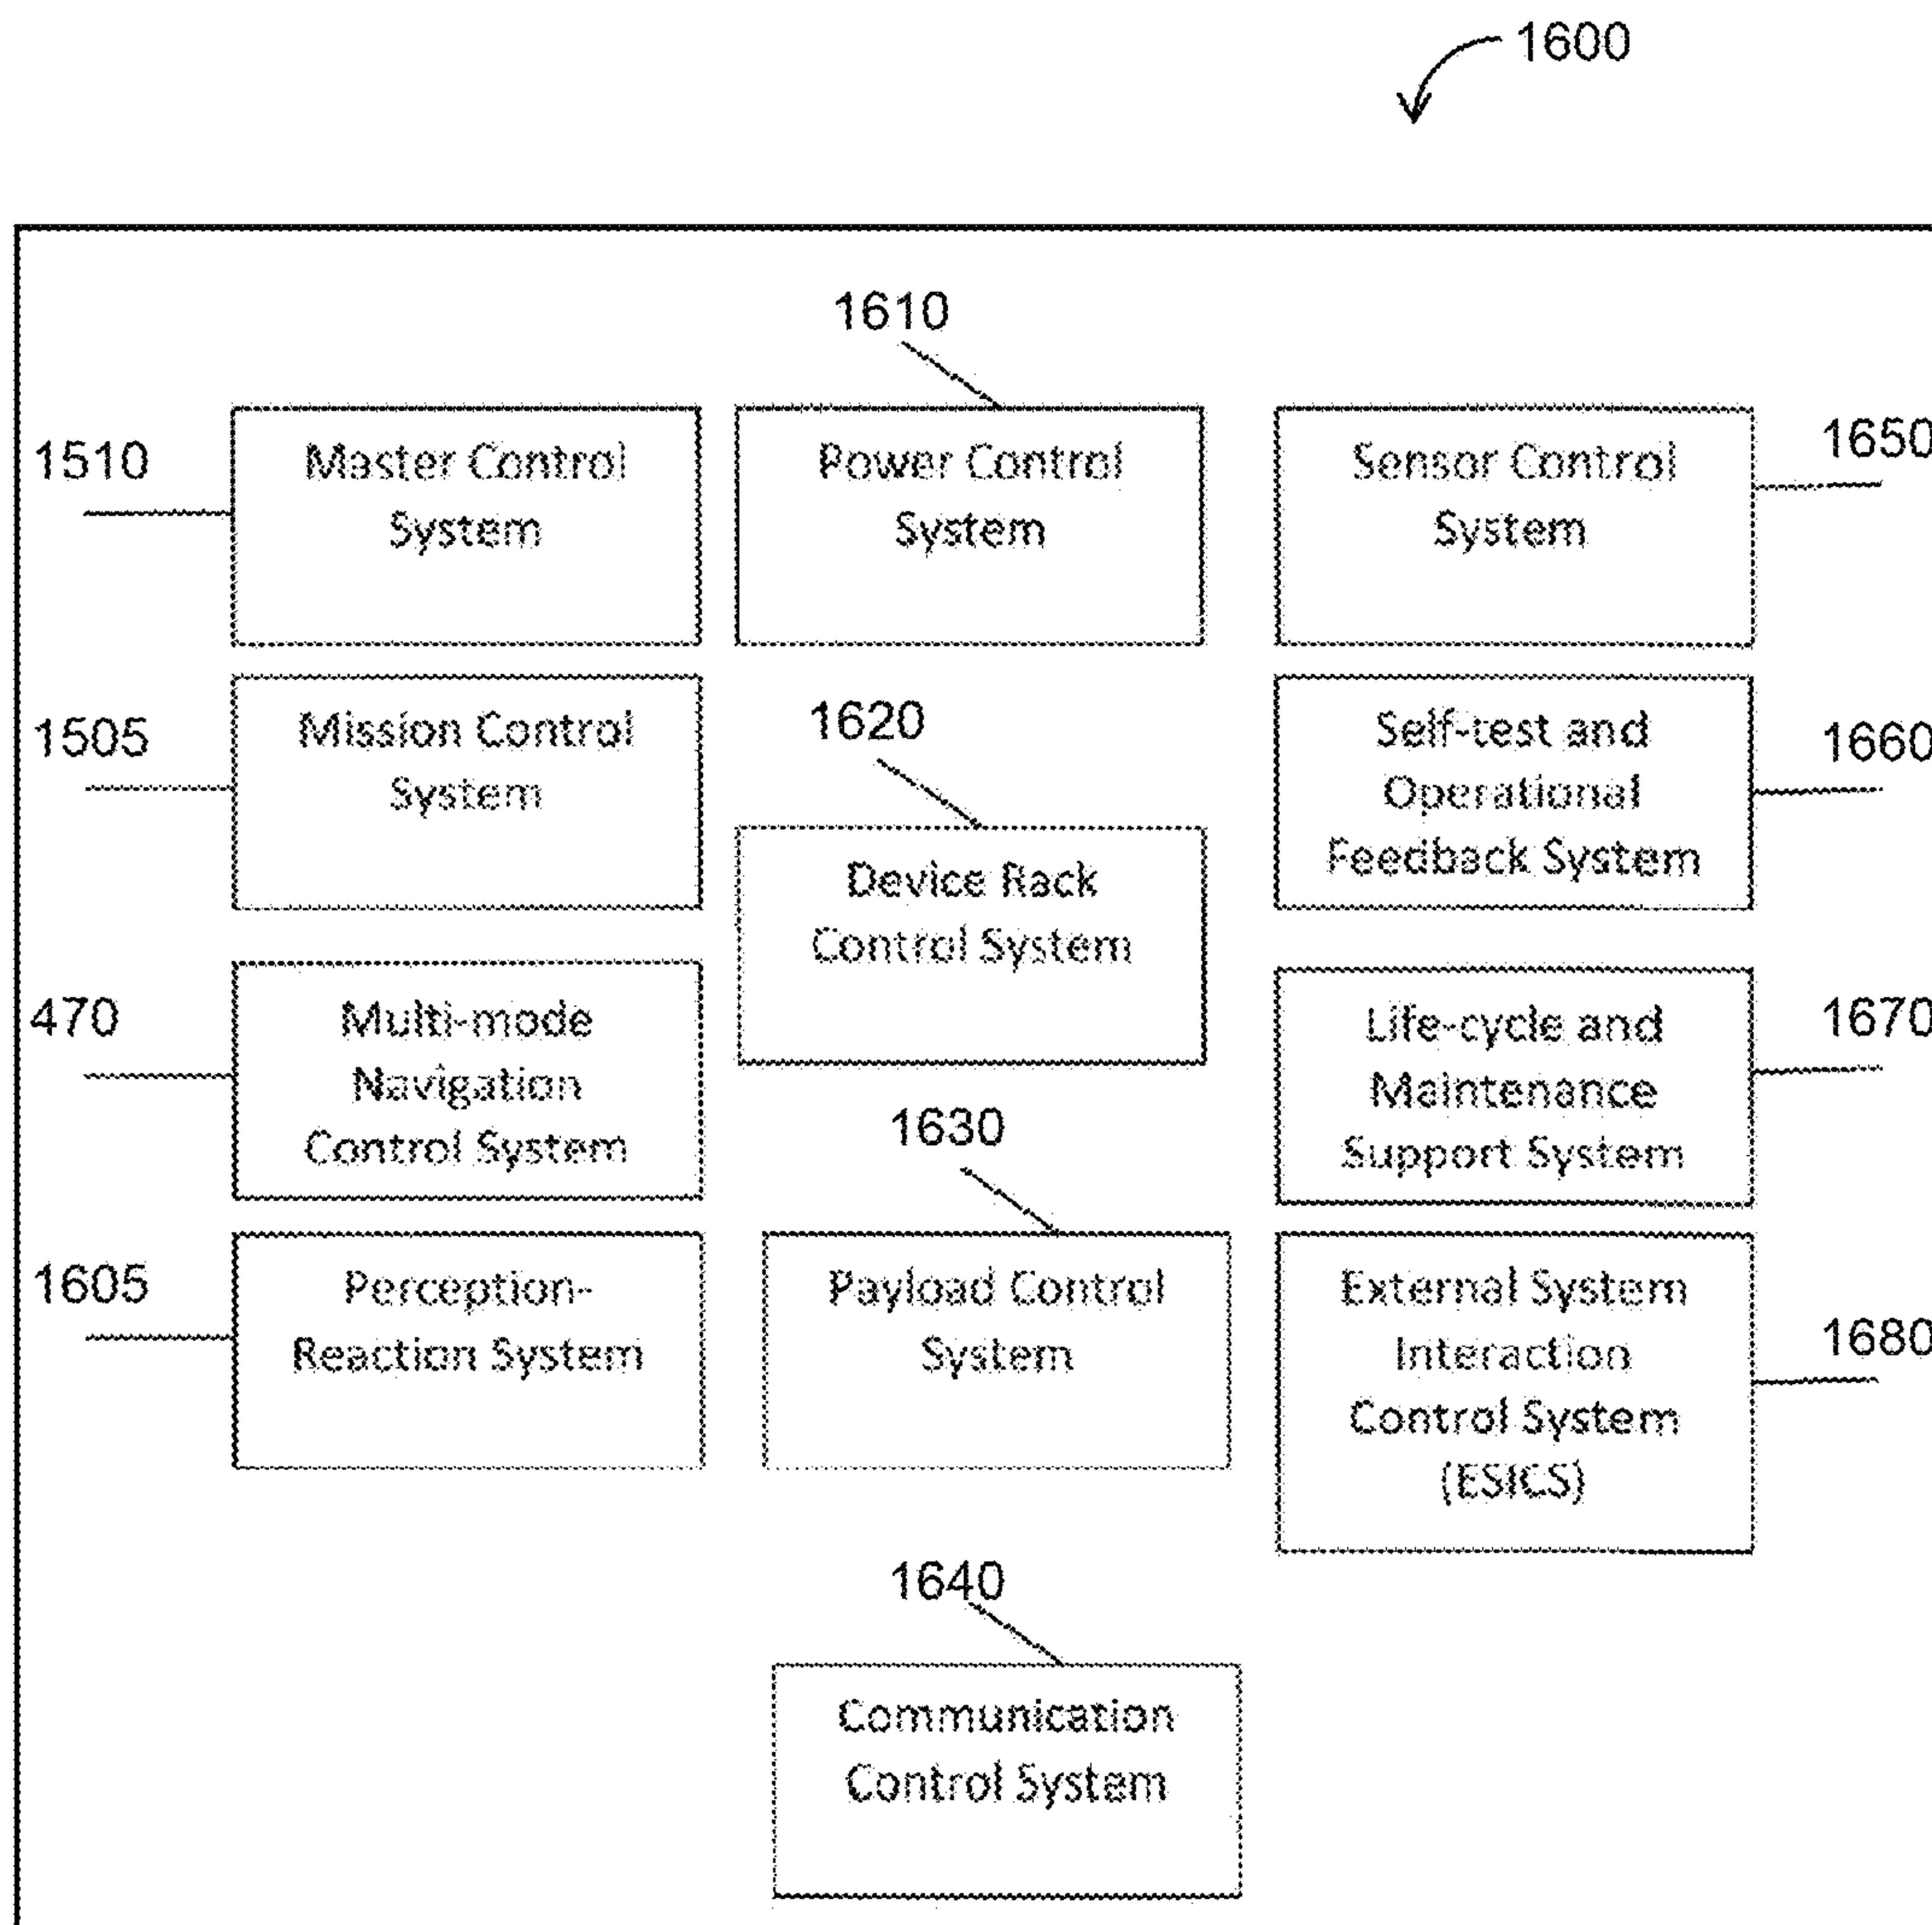 1600
1610
1510
Master Control
System
Power Control
System
Sensor Control
System
1650
1505
Mission Control
System
1620
Device Rack
Control System
Self-test and
Operational
Feedback System
1660
470
Multi-mode
Navigation
Control System
1630
Life-cycle and
Maintenance
Support System
1670
1605
Perception-
Reaction System
Payload Control
System
External System
Interaction
Control System
(ESICS)
1680
1640
Communication
Control System